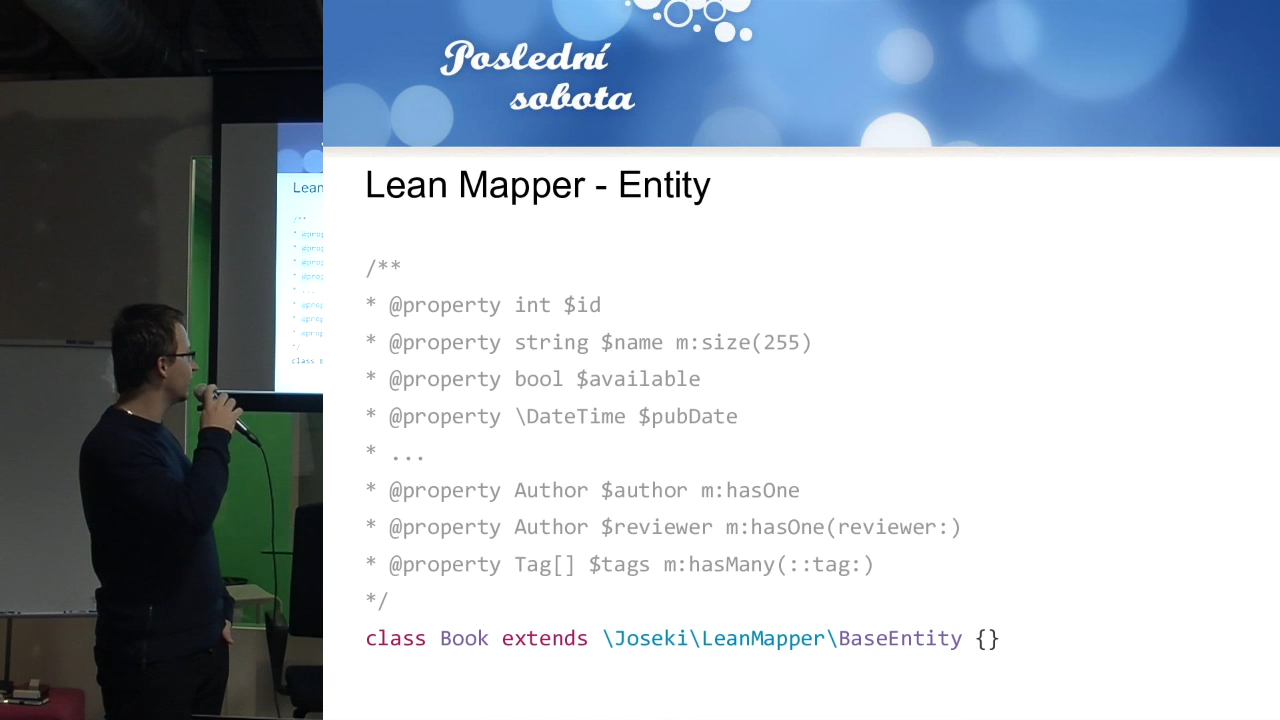 Poslední
sobota
Lean Mapper - Entity
/**
* @property int $id
* @property string $name m:size(255)
* @property bool $available
* @property \DateTime $pubDate
* ...
* @property Author $author m:hasOne
* @property Author $reviewer m:hasOne(reviewer:)
* @property Tag[] $tags m:hasMany(::tag:)
*/
class Book extends \Joseki\LeanMapper\BaseEntity {}